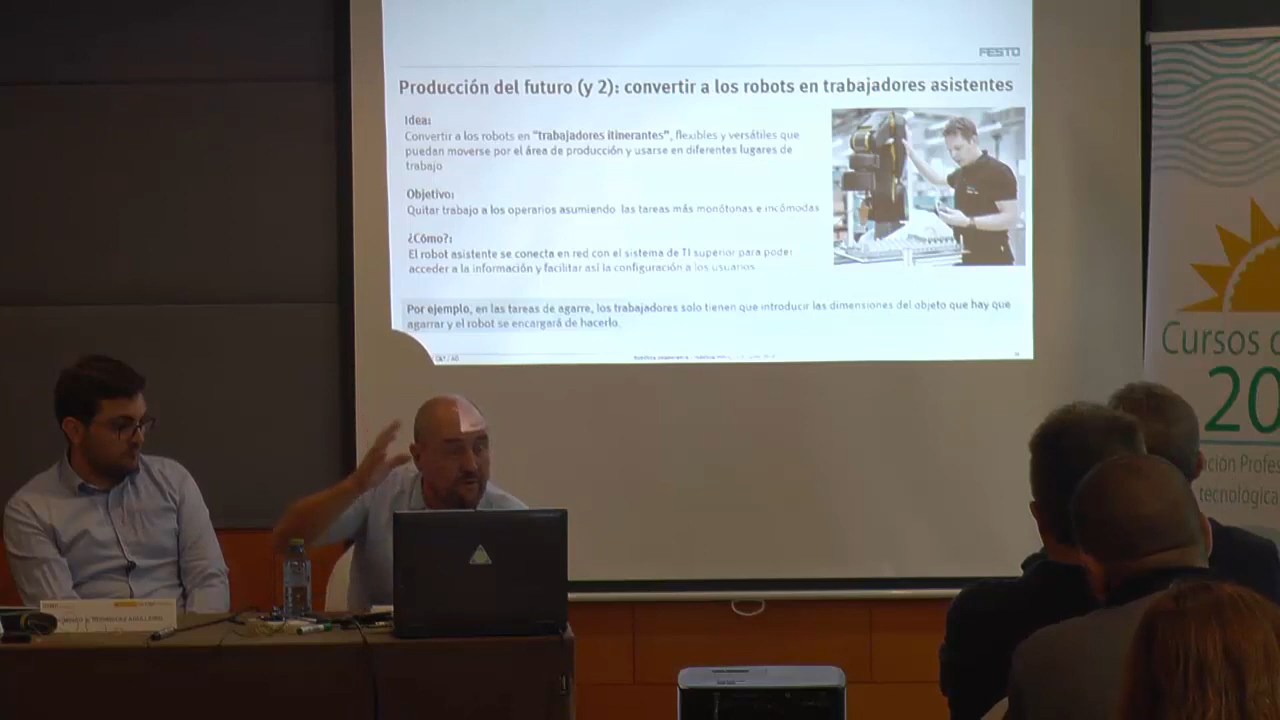 FESTO
Producción del futuro (y 2): convertir a los robots en trabajadores asistentes
Idea:
Convertir a los robots en "trabajadores itinerantes", flexibles y versátiles que
puedan moverse por el área de producción y usarse en diferentes lugares de
trabajo
Objetivo:
Quitar trabajo a los operarios asumiendo las tareas más monótonas e incómodas
¿Cómo?:
El robot asistente se conecta en red con el sistema de TI superior para poder
acceder a la información y facilitar así la configuración a los usuarios
Por ejemplo, en las tareas de agarre, los trabajadores solo tienen que introducir las dimensiones del objeto que hay que
agarrar y el robot se encargará de hacerlo.
Cursos d
20
ación Profe
tecnológica